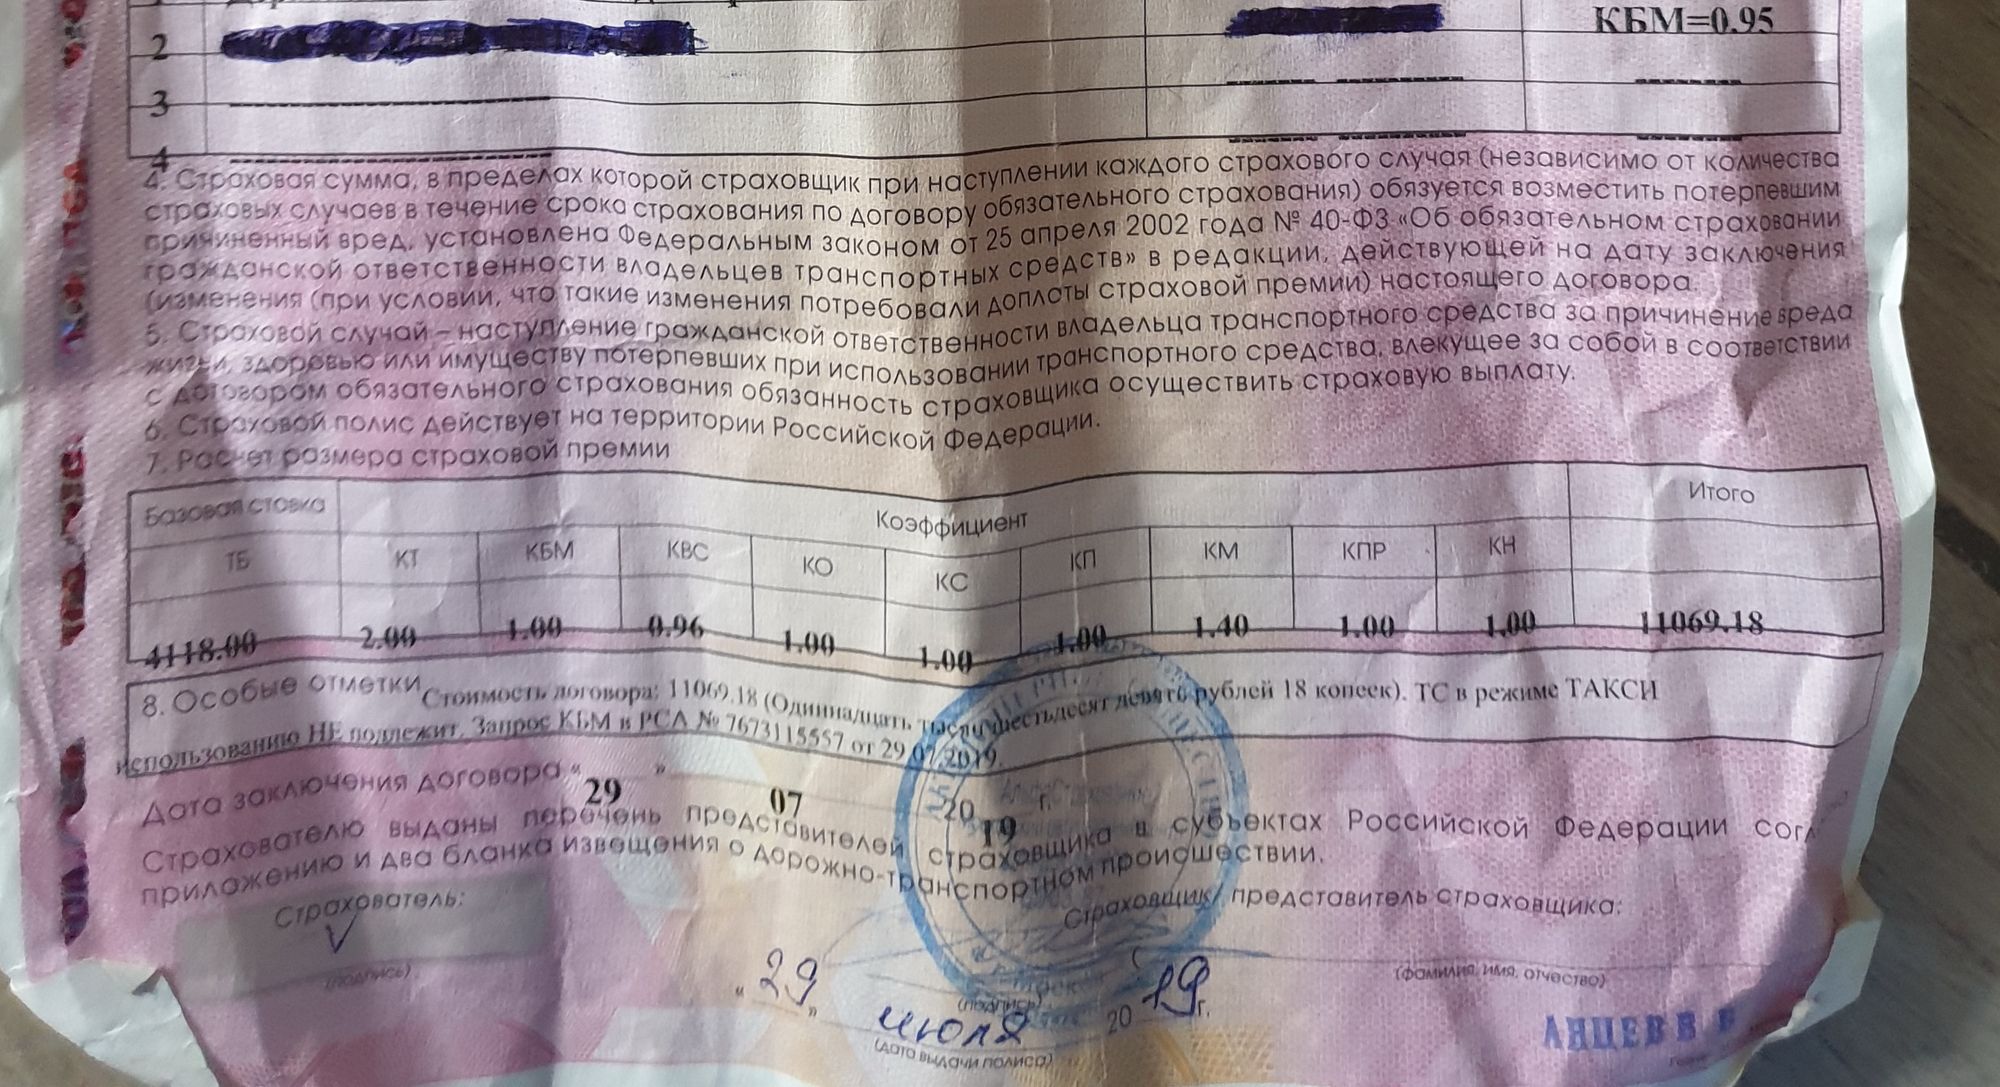 2 КБМ=0.95
3
4
4. Страховая сумма, в пределах которой страховщик при наступлении каждого страхового случая (независимо от количества
страховых случаев в течение срока страхования по договору обязательного страхования) обязуется возместить потерпевшим
причиненный вред, установлена Федеральным законом от 25 апреля 2002 года № 40-ФЗ «Об обязательном страховании
гражданской ответственности владельцев транспортных средств» в редакции, действующей на дату заключения
(изменения (при условии, что такие изменения потребовали доплаты страховой премии) настоящего договора.
5. Страховой случай – наступление гражданской ответственности владельца транспортного средства за причинение вреда
жизни, здоровью или имуществу потерпевших при использовании транспортного средства, влекущее за собой в соответствии
с договором обязательного страхования обязанность страховщика осуществить страховую выплату.
6. Страховой полис действует на территории Российской Федерации.
7. Расчет размера страховой премии
Базовая ставка Коэффициент Итого
ТБ КТ КБМ КВС КО КС КП КМ КПР КН
4118.00 2.00 1.00 0.96 1.00 1.00 1.00 1.40 1.00 1.00 11069.18
8. Особые отметки Стоимость договора: 11069.18 (Одиннадцать тысяч шестьдесят девять рублей 18 копеек). ТС в режиме ТАКСИ
использованию НЕ подлежит. Запрос КБМ в РСА № 7673115557 от 29.07.2019.
Дата заключения договора “29” 07 2019 г.
Страхователю выданы перечень представителей страховщика в субъектах Российской Федерации
приложению и два бланка извещения о дорожно-транспортном происшествии.
Страхователь: Страховщик/ представитель страховщика:
(подпись) (подпись) (фамилия, имя, отчество)
“29” июля 2019 г.
(дата выдачи полиса)
АНЦЕВ В